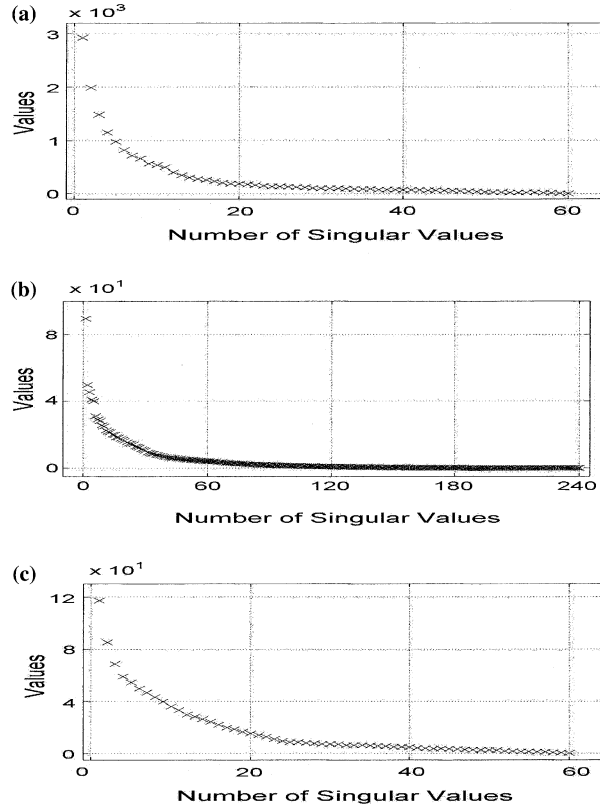 (a)
x 10³
3
2
1
0
Values
0 20 40 60
Number of Singular Values
(b)
x 10¹
8
4
0
Values
0 60 120 180 240
Number of Singular Values
(c)
x 10¹
12
8
4
0
Values
0 20 40 60
Number of Singular Values